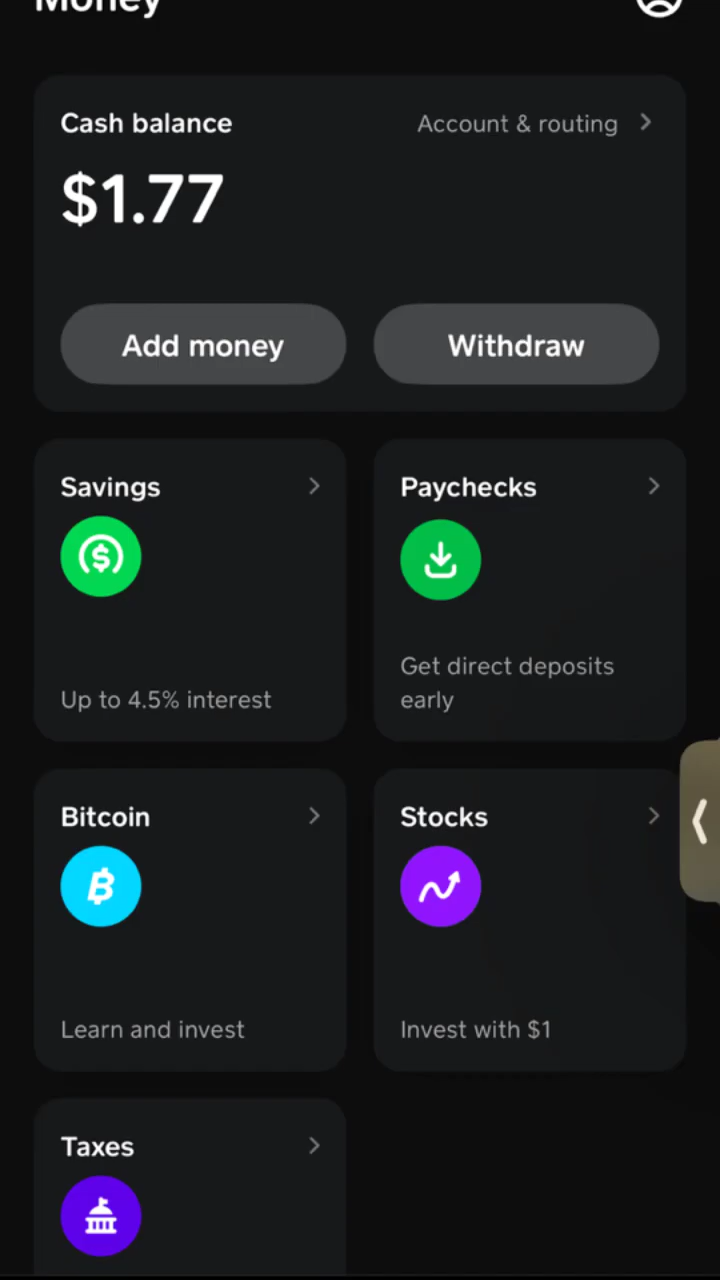 Money
Cash balance
Account & routing
$1.77
Add money
Withdraw
Savings
Up to 4.5% interest
Paychecks
Get direct deposits
early
Bitcoin
Learn and invest
Stocks
Invest with $1
Taxes